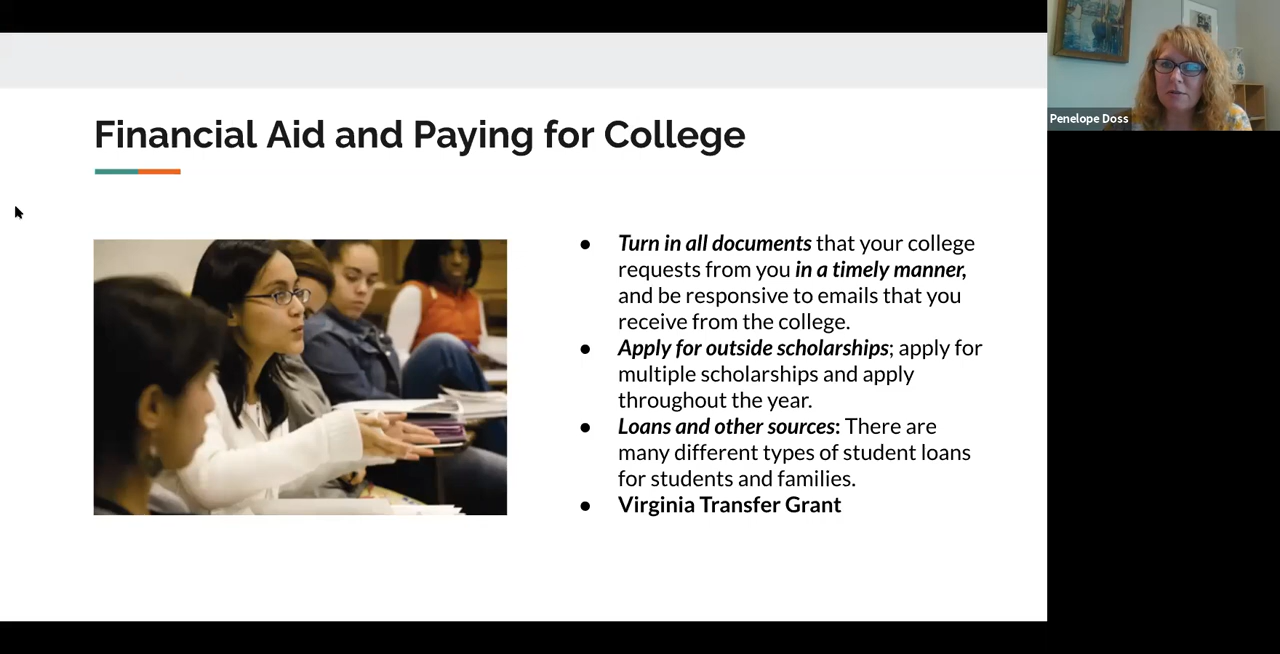 Financial Aid and Paying for College
Penelope Doss
● Turn in all documents that your college
requests from you in a timely manner,
and be responsive to emails that you
receive from the college.
● Apply for outside scholarships; apply for
multiple scholarships and apply
throughout the year.
● Loans and other sources: There are
many different types of student loans
for students and families.
● Virginia Transfer Grant